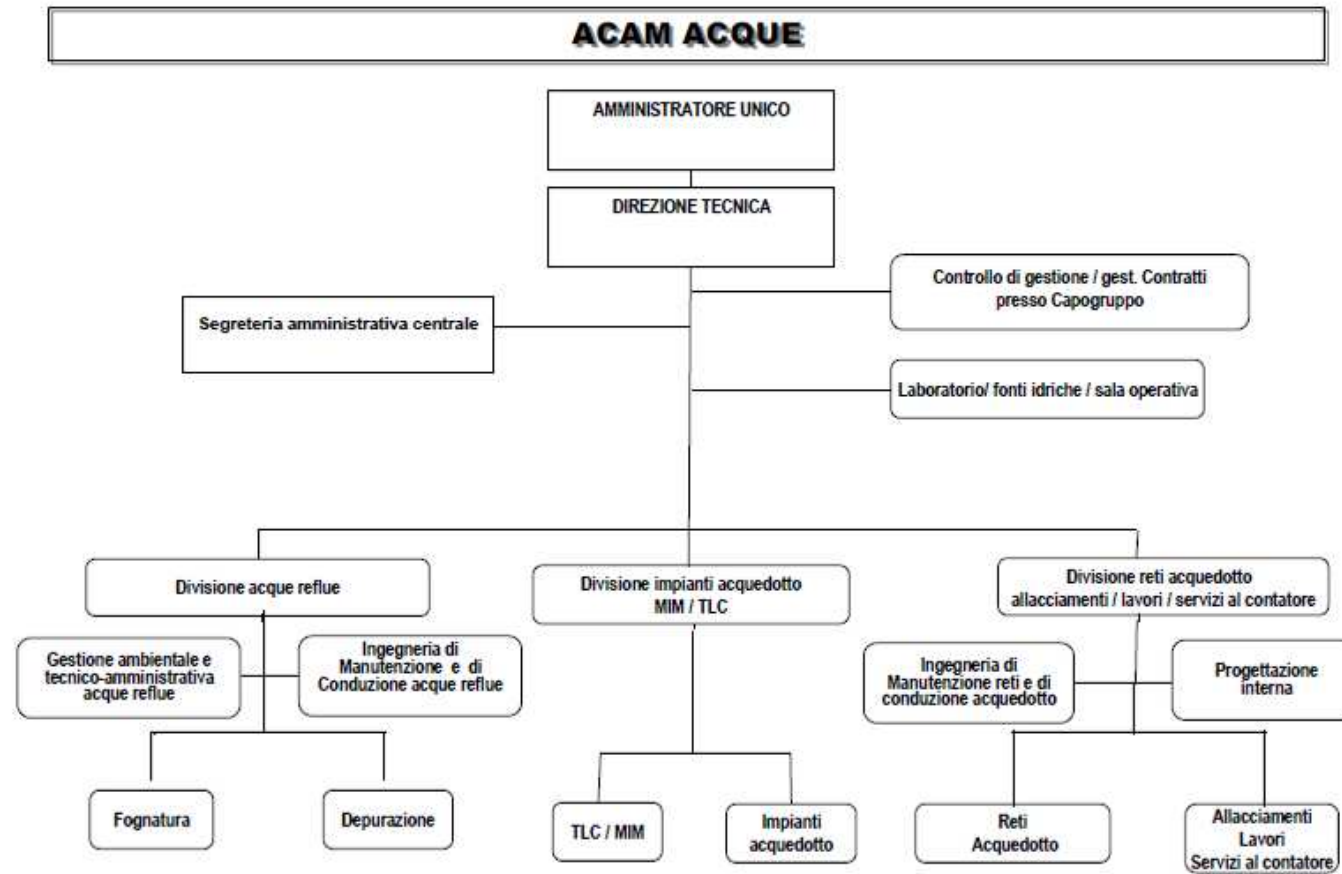 ACAM ACQUE
AMMINISTRATORE UNICO
DIREZIONE TECNICA
Controllo di gestione / gest. Contratti
presso Capogruppo
Segreteria amministrativa centrale
Laboratorio/ fonti idriche / sala operativa
Divisione acque reflue
Divisione impianti acquedotto
MIM / TLC
Divisione reti acquedotto
allacciamenti / lavori / servizi al contatore
Gestione ambientale e
tecnico-amministrativa
acque reflue
Ingegneria di
Manutenzione e di
Conduzione acque reflue
Ingegneria di
Manutenzione reti e di
conduzione acquedotto
Progettazione
interna
Fognatura
Depurazione
TLC / MIM
Impianti
acquedotto
Reti
Acquedotto
Allacciamenti
Lavori
Servizi al contatore